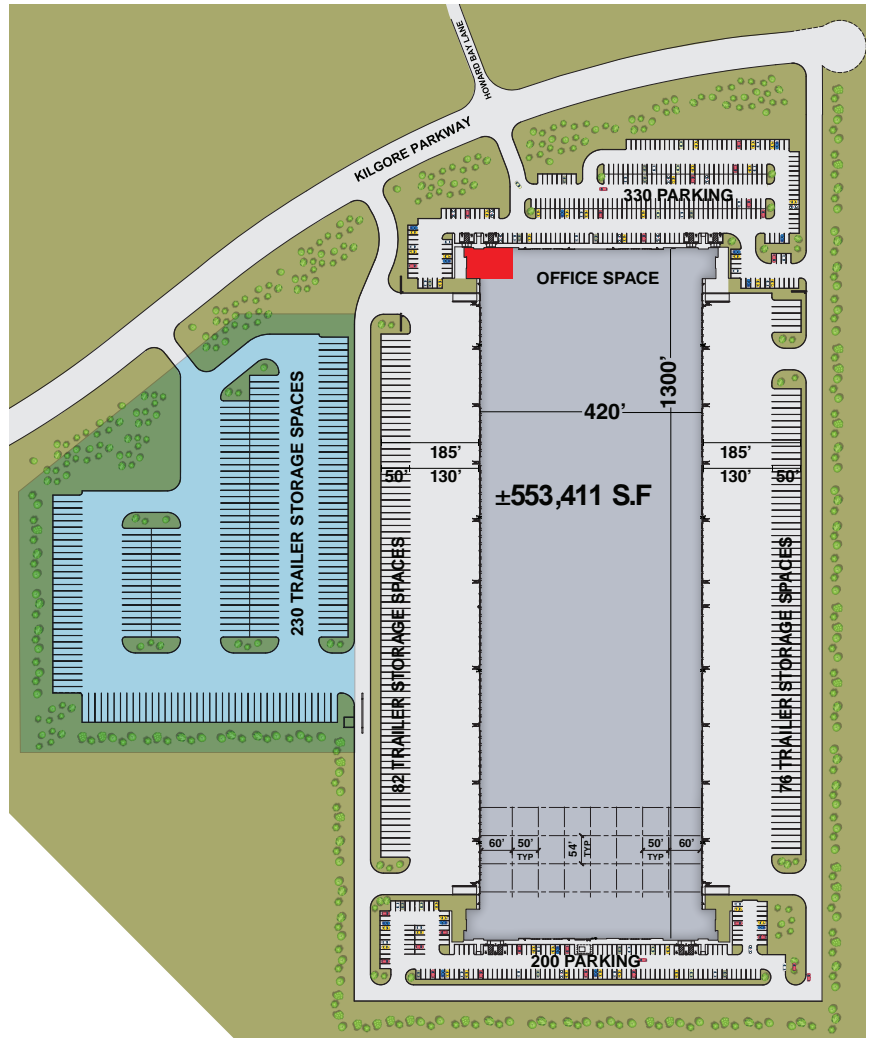 HOWARD BAY LANE
KILGORE PARKWAY
330 PARKING
OFFICE SPACE
1300'
420'
185'
50'
130'
185'
130'
50'
±553,411 S.F
230 TRAILER STORAGE SPACES
82 TRAILER STORAGE SPACES
76 TRAILER STORAGE SPACES
60'
50'
TYP
54'
TYP
50'
TYP
60'
200 PARKING